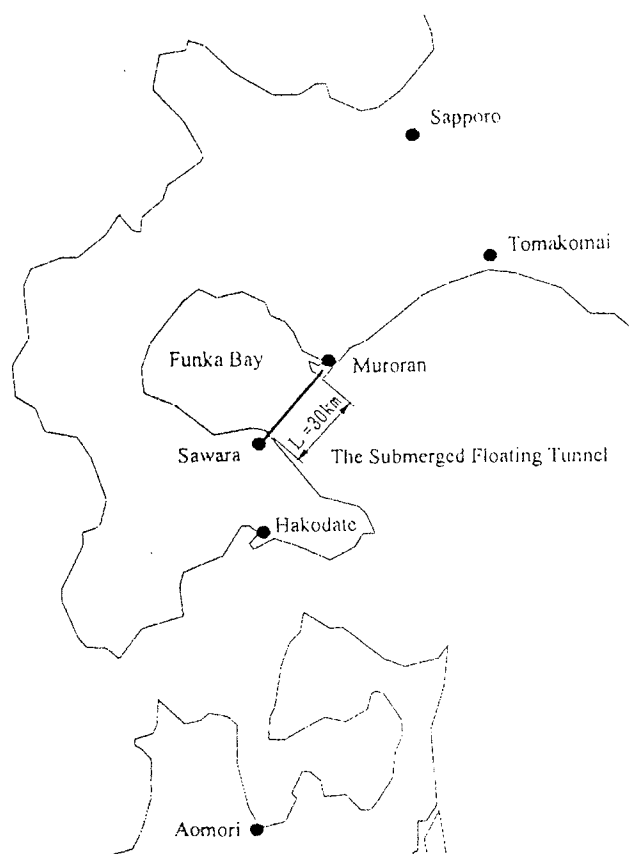 Sapporo
Tomakomai
Funka Bay
Muroran
L=30km
Sawara
The Submerged Floating Tunnel
Hakodate
Aomori